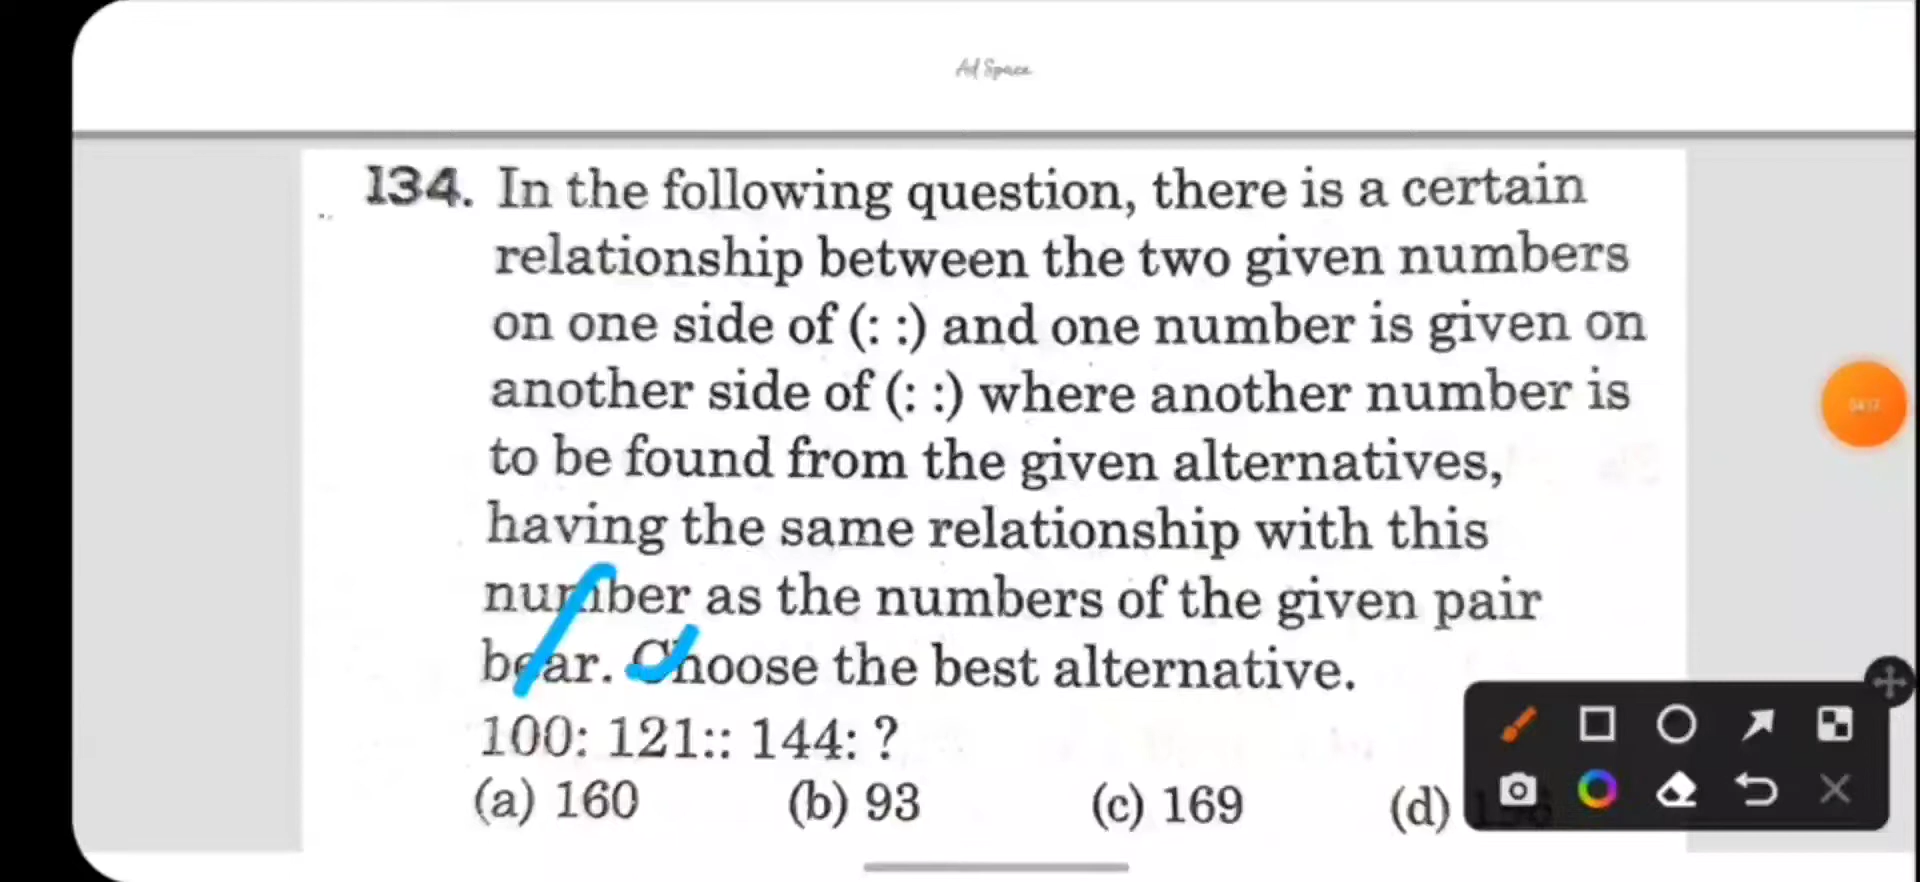 Ad Space
134. In the following question, there is a certain
relationship between the two given numbers
on one side of (: :) and one number is given on
another side of (: :) where another number is
to be found from the given alternatives,
having the same relationship with this
number as the numbers of the given pair
bear. Choose the best alternative.
100: 121:: 144: ?
(a) 160 (b) 93 (c) 169 (d)